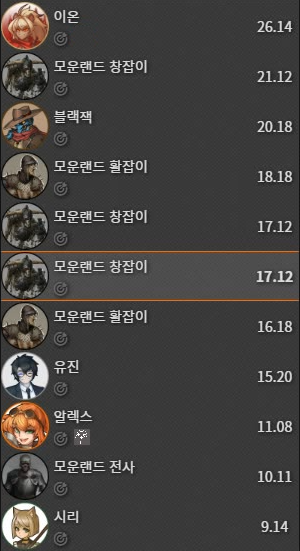 이온
26.14
모운랜드 창잡이
21.12
블랙잭
20.18
모운랜드 활잡이
18.18
모운랜드 창잡이
17.12
모운랜드 창잡이
17.12
모운랜드 활잡이
16.18
유진
15.20
알렉스
11.08
모운랜드 전사
10.11
시리
9.14